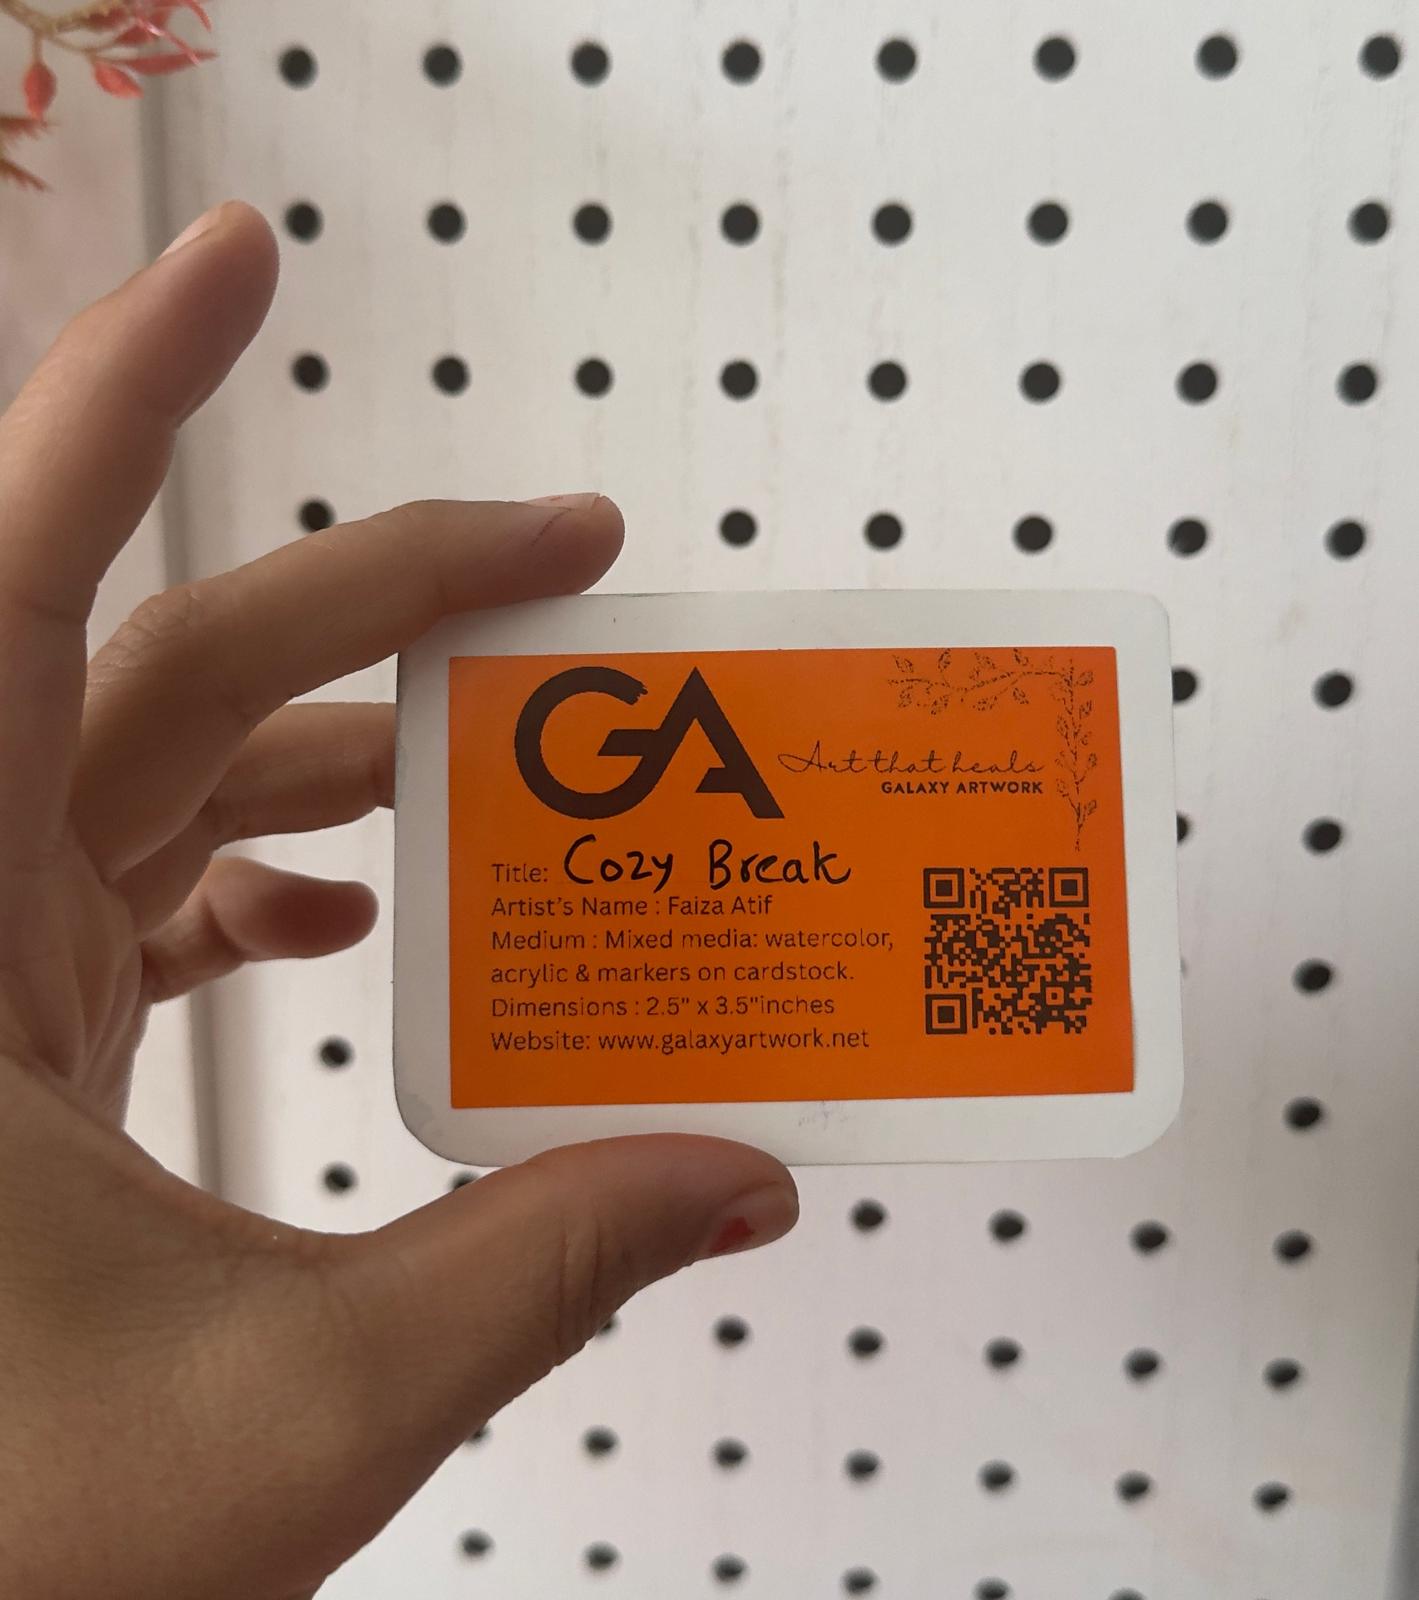 GA
Art that heals
GALAXY ARTWORK
Title: Cozy Break
Artist's Name : Faiza Atif
Medium : Mixed media: watercolor,
acrylic & markers on cardstock.
Dimensions : 2.5" x 3.5"inches
Website: www.galaxyartwork.net